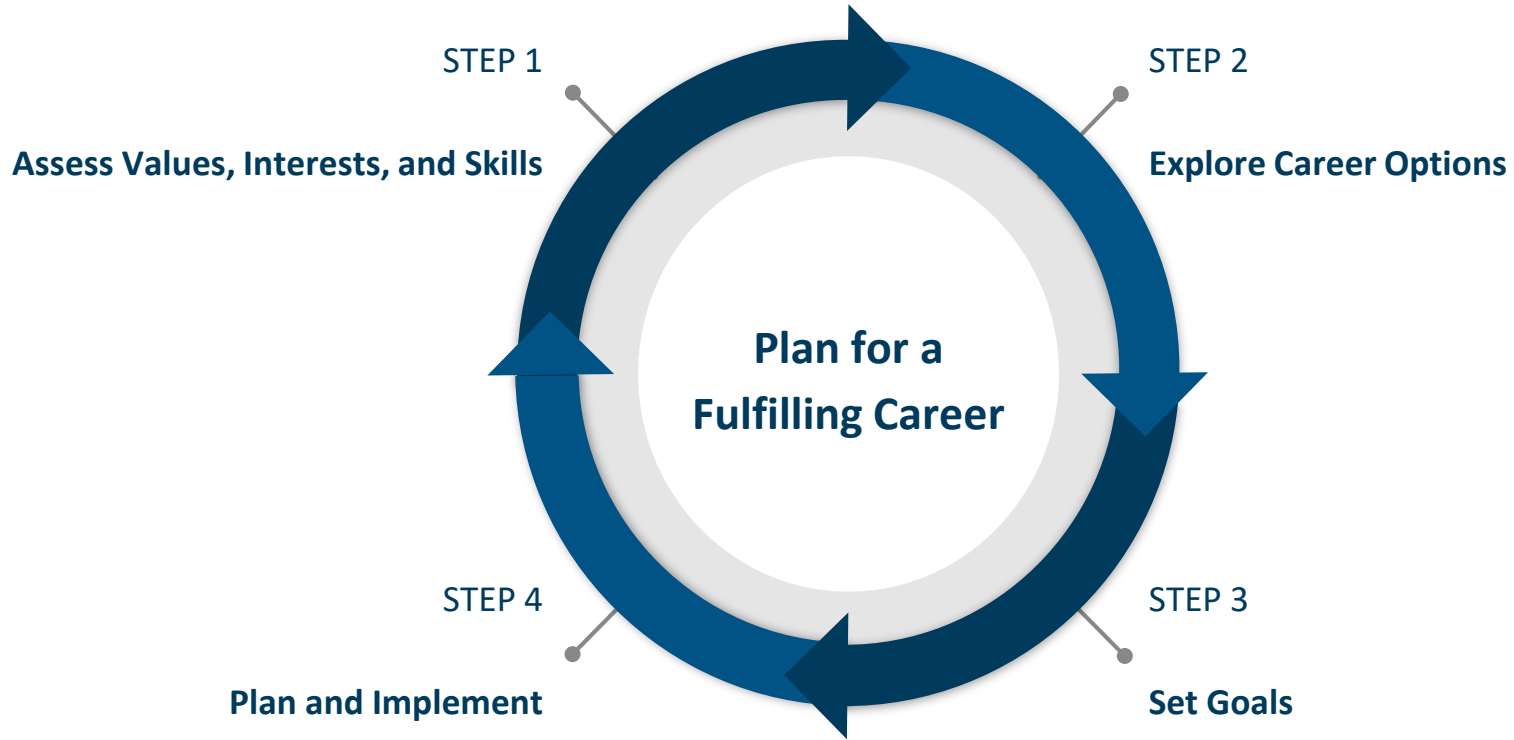 STEP 1
Assess Values, Interests, and Skills
STEP 2
Explore Career Options
Plan for a
Fulfilling Career
STEP 3
Set Goals
STEP 4
Plan and Implement